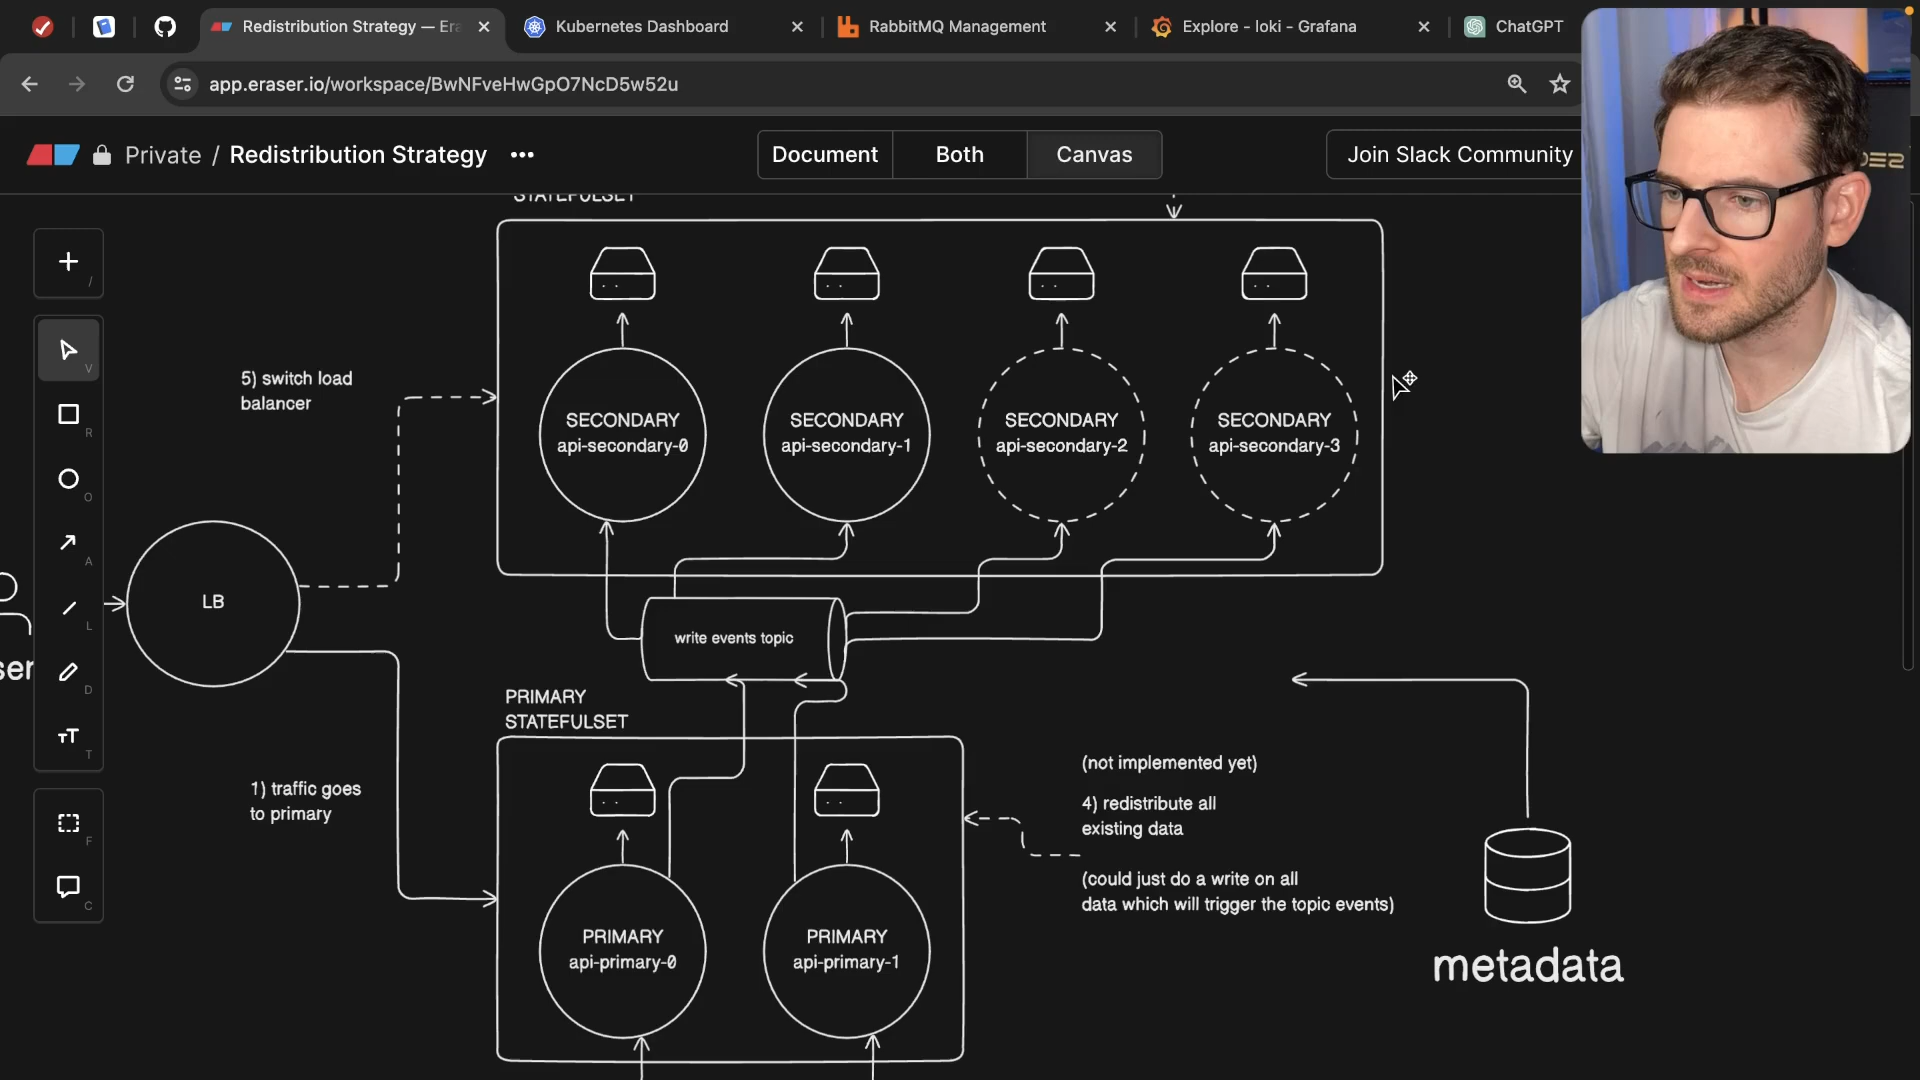 Redistribution Strategy — Era
Kubernetes Dashboard
RabbitMQ Management
Explore - loki - Grafana
ChatGPT
app.eraser.io/workspace/BwNFveHwGpO7NcD5w52u
Private / Redistribution Strategy
Document
Both
Canvas
Join Slack Community
STATEFULSET
/
V
R
O
A
L
D
T
F
C
5) switch load
balancer
SECONDARY
api-secondary-0
SECONDARY
api-secondary-1
SECONDARY
api-secondary-2
SECONDARY
api-secondary-3
LB
ser
write events topic
PRIMARY
STATEFULSET
1) traffic goes
to primary
(not implemented yet)
4) redistribute all
existing data
(could just do a write on all
data which will trigger the topic events)
PRIMARY
api-primary-0
PRIMARY
api-primary-1
metadata